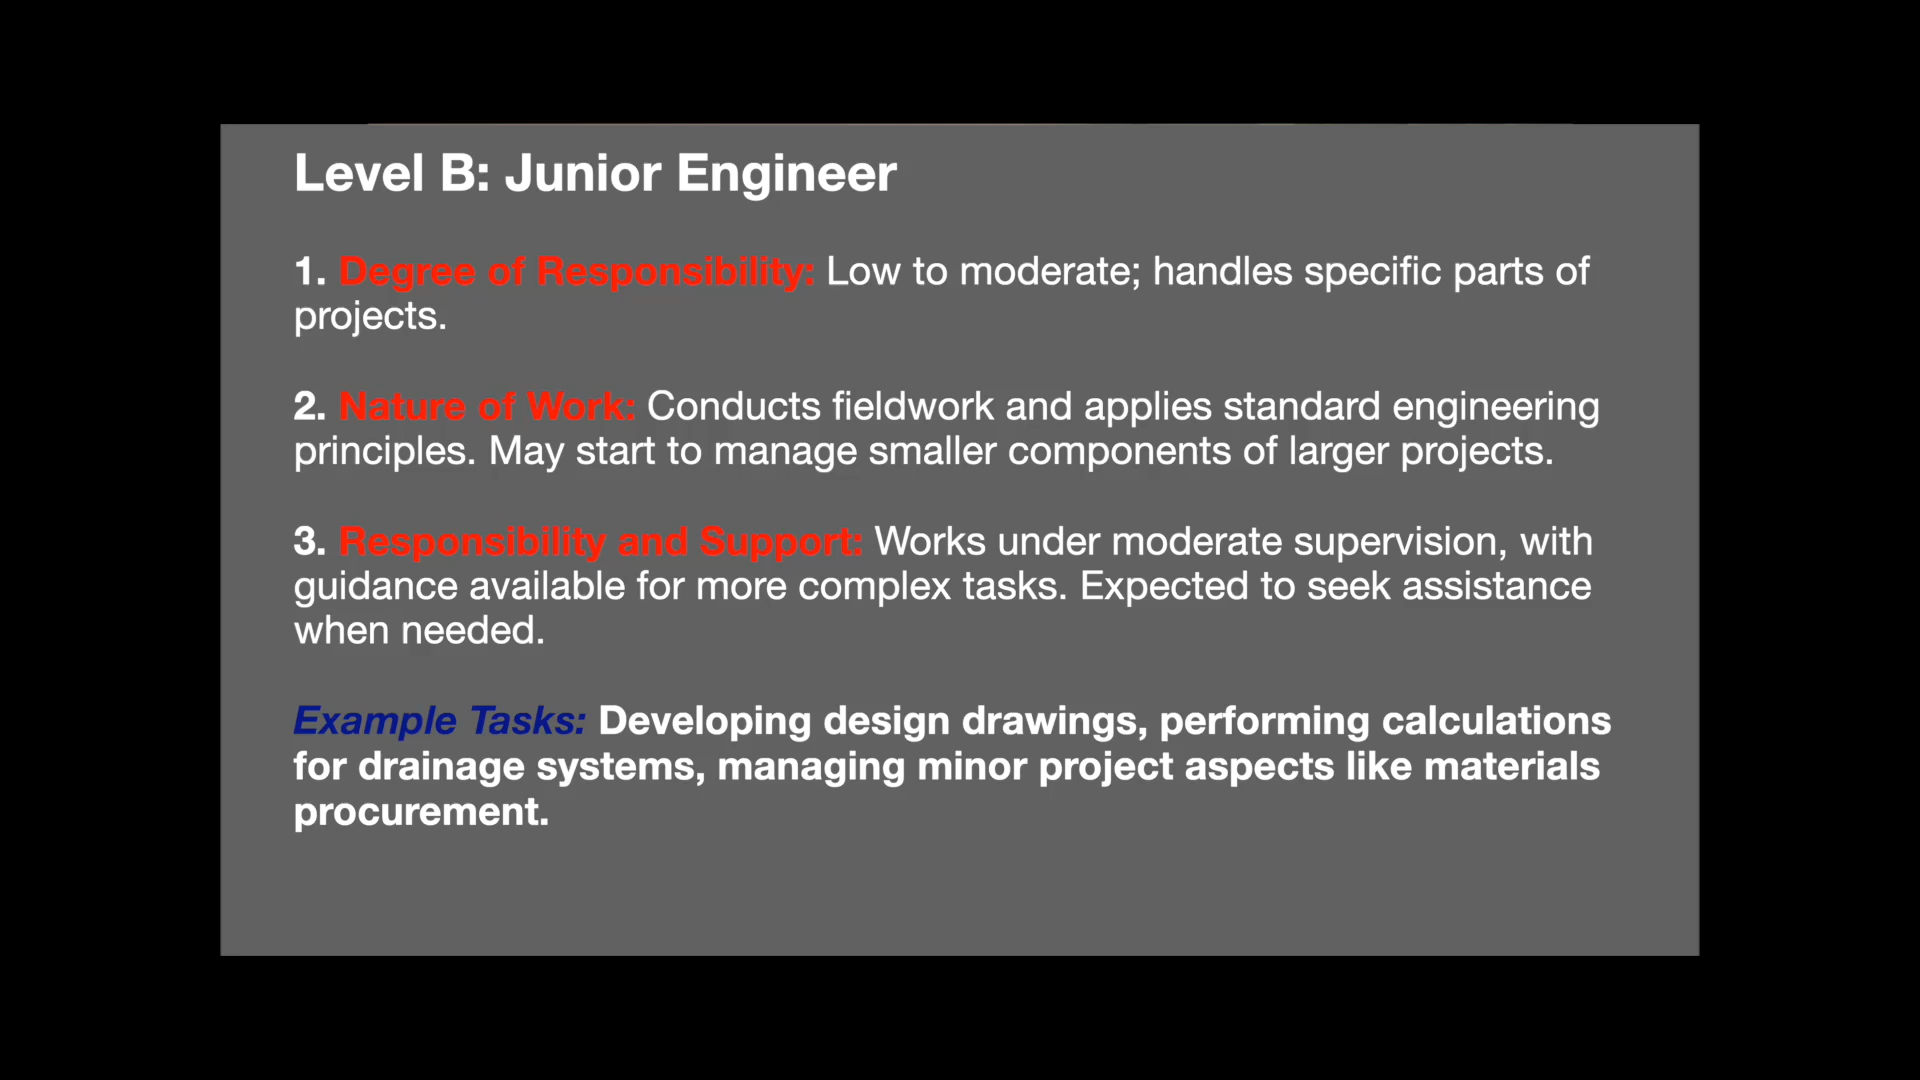 Level B: Junior Engineer
1. Degree of Responsibility: Low to moderate; handles specific parts of
projects.
2. Nature of Work: Conducts fieldwork and applies standard engineering
principles. May start to manage smaller components of larger projects.
3. Responsibility and Support: Works under moderate supervision, with
guidance available for more complex tasks. Expected to seek assistance
when needed.
Example Tasks: Developing design drawings, performing calculations
for drainage systems, managing minor project aspects like materials
procurement.